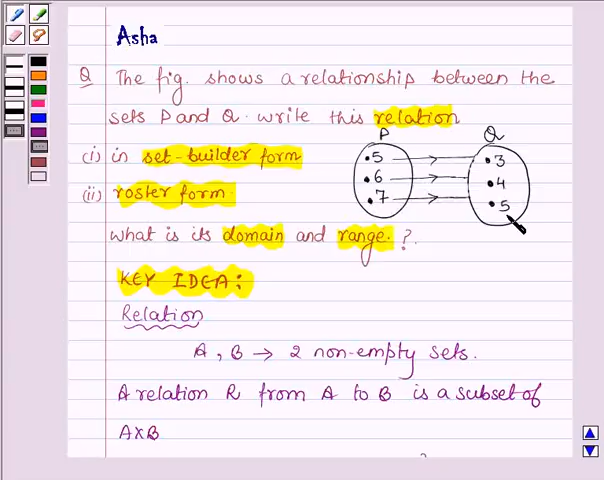 Asha
Q The fig. shows a relationship between the
sets P and Q. write this relation
P Q
(i) in set-builder form
5 3
6 4
(ii) roster form.
7 5
what is its domain and range ?
KEY IDEA:
Relation
A, B → 2 non-empty sets.
A relation R from A to B is a subset of
A×B